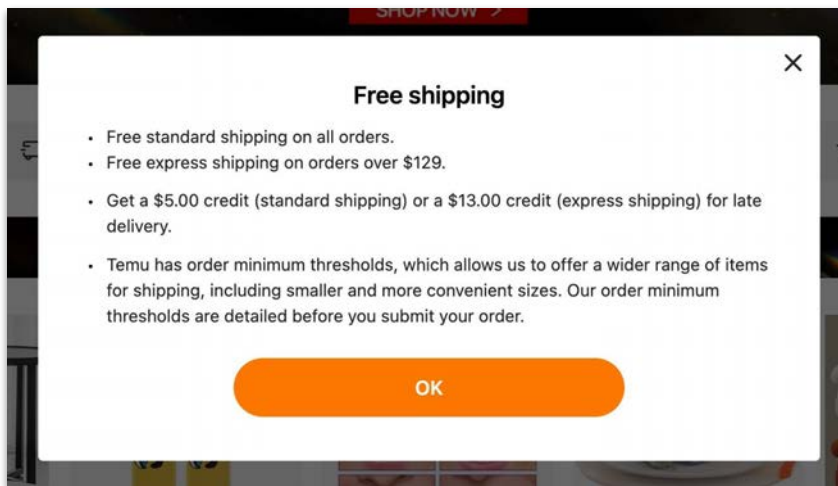 SHOP NOW >
Free shipping
• Free standard shipping on all orders.
• Free express shipping on orders over $129.
• Get a $5.00 credit (standard shipping) or a $13.00 credit (express shipping) for late
delivery.
• Temu has order minimum thresholds, which allows us to offer a wider range of items
for shipping, including smaller and more convenient sizes. Our order minimum
thresholds are detailed before you submit your order.
OK